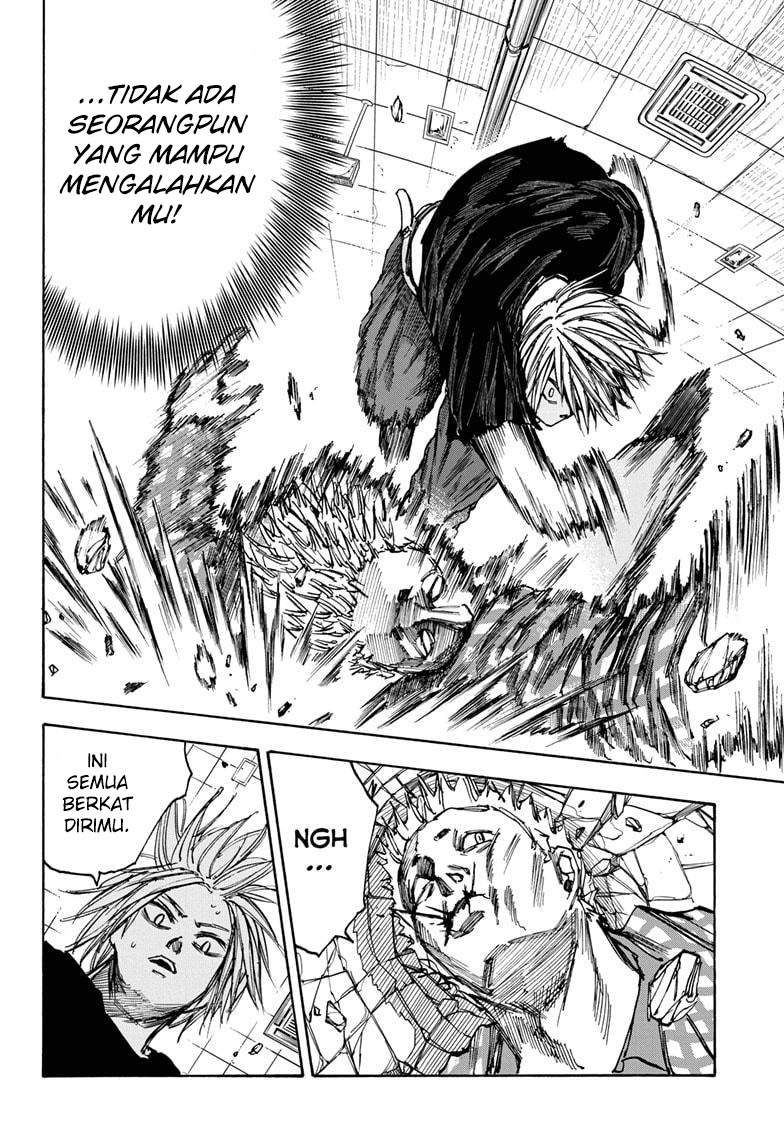 ...TIDAK ADA
SEORANGPUN
YANG MAMPU
MENGALAHKAN
MU!
NGH
...
INI
SEMUA
BERKAT
DIRIMU.